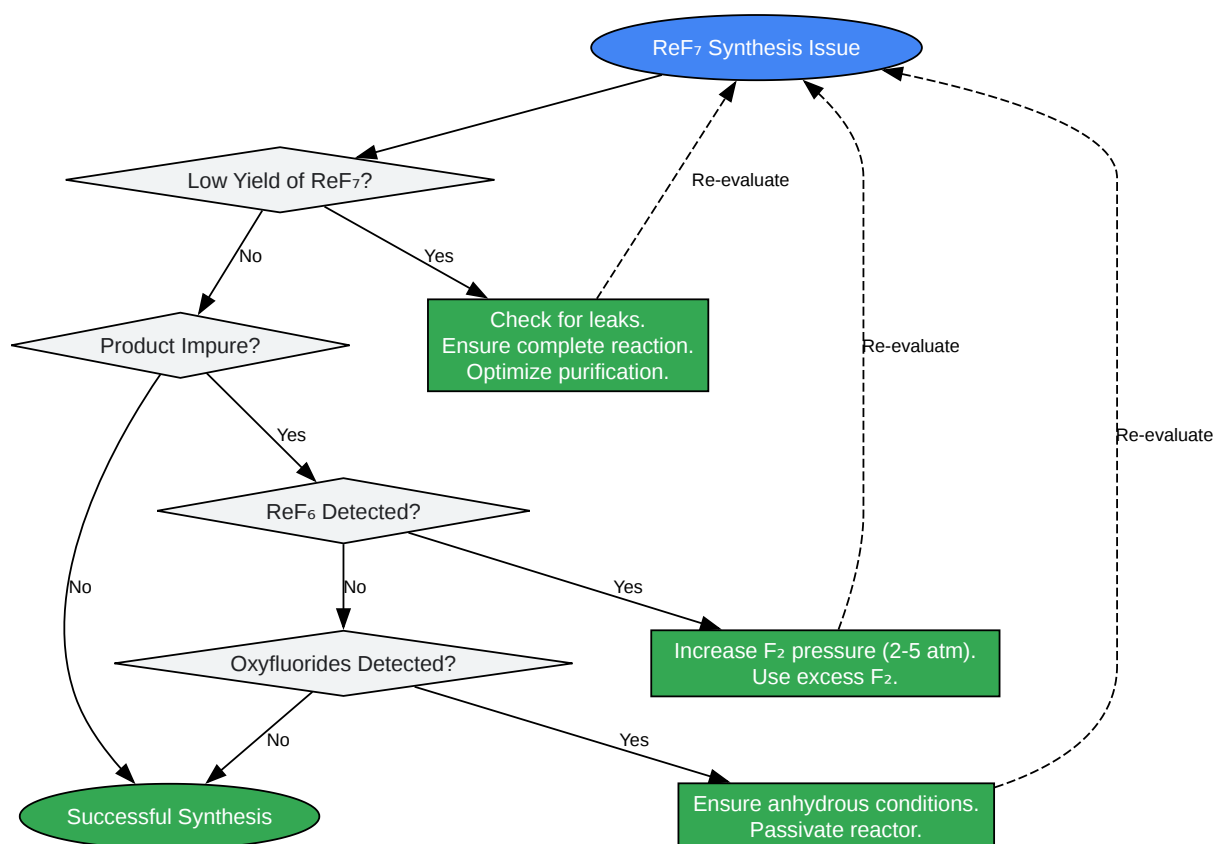 ReF₇ Synthesis Issue
Low Yield of ReF₇?
Re-evaluate
No
Yes
Check for leaks.
Ensure complete reaction.
Optimize purification.
Product Impure?
Re-evaluate
Yes
Re-evaluate
ReF₆ Detected?
No
No
Yes
Increase F₂ pressure (2-5 atm).
Use excess F₂.
Oxyfluorides Detected?
No
Yes
Successful Synthesis
Ensure anhydrous conditions.
Passivate reactor.